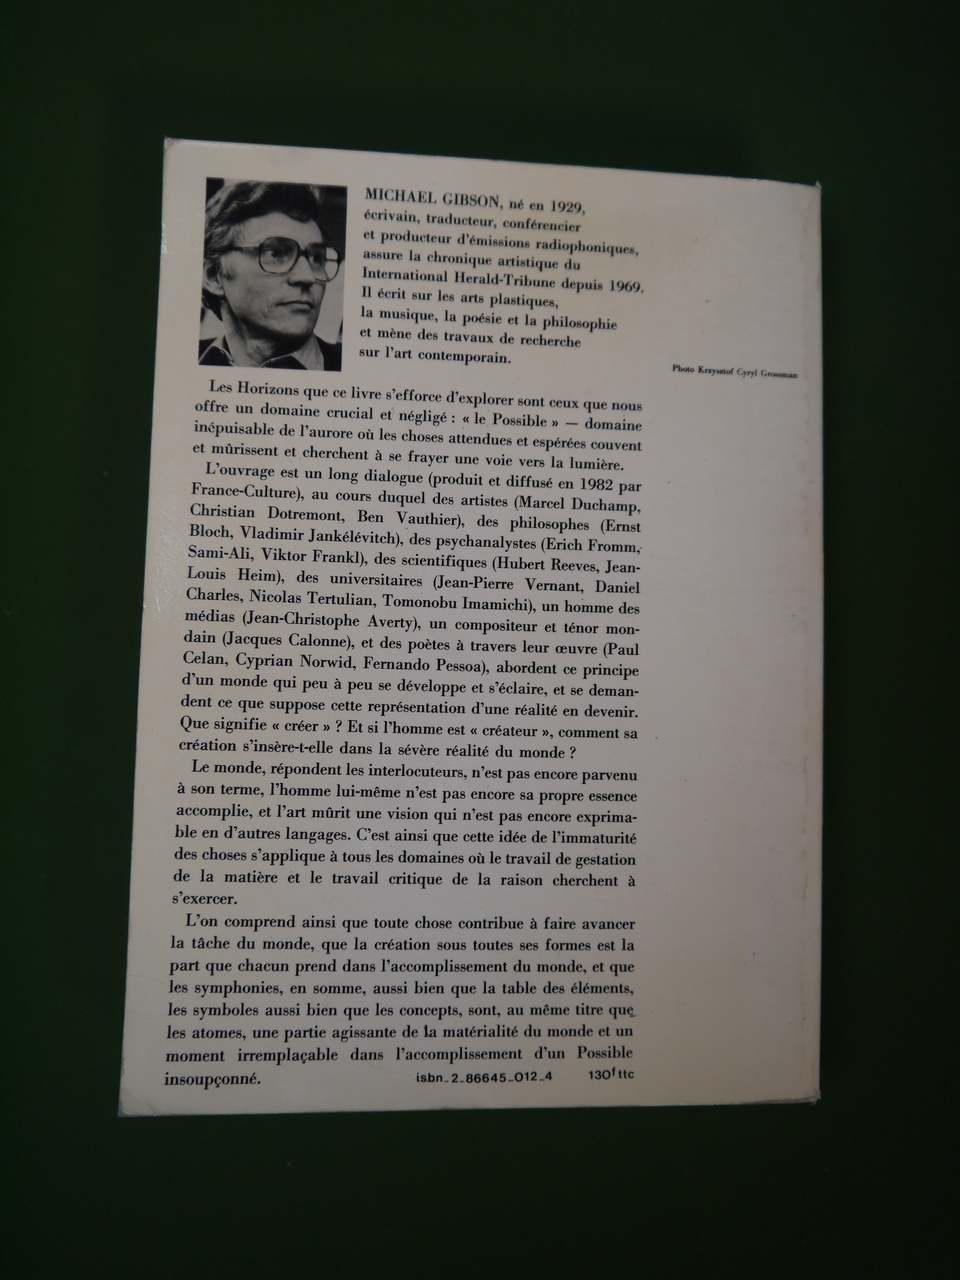 MICHAEL GIBSON, né en 1929,
écrivain, traducteur, conférencier
et producteur d'émissions radiophoniques,
assure la chronique artistique du
International Herald-Tribune depuis 1969.
Il écrit sur les arts plastiques,
la musique, la poésie et la philosophie
et mène des travaux de recherche
sur l'art contemporain.
Photo Krzysztof Cyryl Grossman
Les Horizons que ce livre s'efforce d'explorer sont ceux que nous
offre un domaine crucial et négligé : « le Possible » — domaine
inépuisable de l'aurore où les choses attendues et espérées couvent
et mûrissent et cherchent à se frayer une voie vers la lumière.
L'ouvrage est un long dialogue (produit et diffusé en 1982 par
France-Culture), au cours duquel des artistes (Marcel Duchamp,
Christian Dotremont, Ben Vauthier), des philosophes (Ernst
Bloch, Vladimir Jankélévitch), des psychanalystes (Erich Fromm,
Sami-Ali, Viktor Frankl), des scientifiques (Hubert Reeves, Jean-
Louis Heim), des universitaires (Jean-Pierre Vernant, Daniel
Charles, Nicolas Tertulian, Tomonobu Imamichi), un homme des
médias (Jean-Christophe Averty), un compositeur et ténor mon-
dain (Jacques Calonne), et des poètes à travers leur œuvre (Paul
Celan, Cyprian Norwid, Fernando Pessoa), abordent ce principe
d'un monde qui peu à peu se développe et s'éclaire, et se deman-
dent ce que suppose cette représentation d'une réalité en devenir.
Que signifie « créer » ? Et si l'homme est « créateur », comment sa
création s'insère-t-elle dans la sévère réalité du monde ?
Le monde, répondent les interlocuteurs, n'est pas encore parvenu
à son terme, l'homme lui-même n'est pas encore sa propre essence
accomplie, et l'art mûrit une vision qui n'est pas encore exprima-
ble en d'autres langages. C'est ainsi que cette idée de l'immaturité
des choses s'applique à tous les domaines où le travail de gestation
de la matière et le travail critique de la raison cherchent à
s'exercer.
L'on comprend ainsi que toute chose contribue à faire avancer
la tâche du monde, que la création sous toutes ses formes est la
part que chacun prend dans l'accomplissement du monde, et que
les symphonies, en somme, aussi bien que la table des éléments,
les symboles aussi bien que les concepts, sont, au même titre que
les atomes, une partie agissante de la matérialité du monde et un
moment irremplaçable dans l'accomplissement d'un Possible
insoupçonné.
isbn_2_86645_012_4 130f ttc